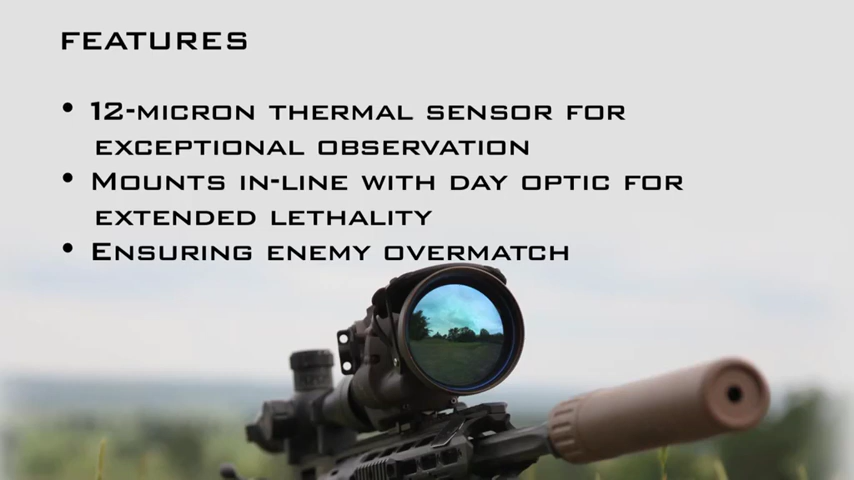 FEATURES
• 12-MICRON THERMAL SENSOR FOR
EXCEPTIONAL OBSERVATION
• MOUNTS IN-LINE WITH DAY OPTIC FOR
EXTENDED LETHALITY
• ENSURING ENEMY OVERMATCH